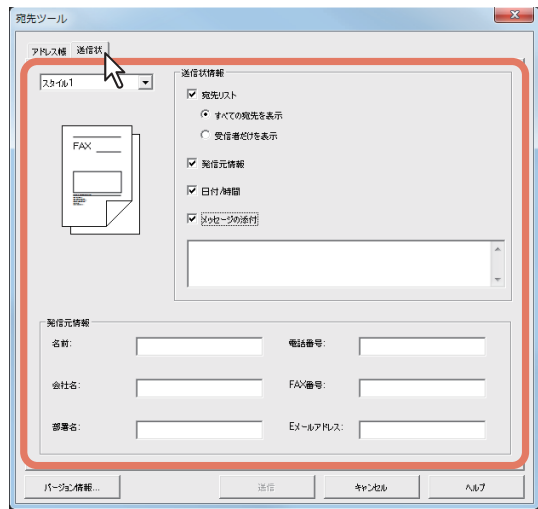 宛先ツール
アドレス帳 送信状
スタイル1
送信状情報
宛先リスト
すべての宛先を表示
受信者だけを表示
発信元情報
日付/時間
メッセージの添付
FAX
発信元情報
名前: 電話番号:
会社名: FAX番号:
部署名: Eメールアドレス:
バージョン情報... 送信 キャンセル ヘルプ